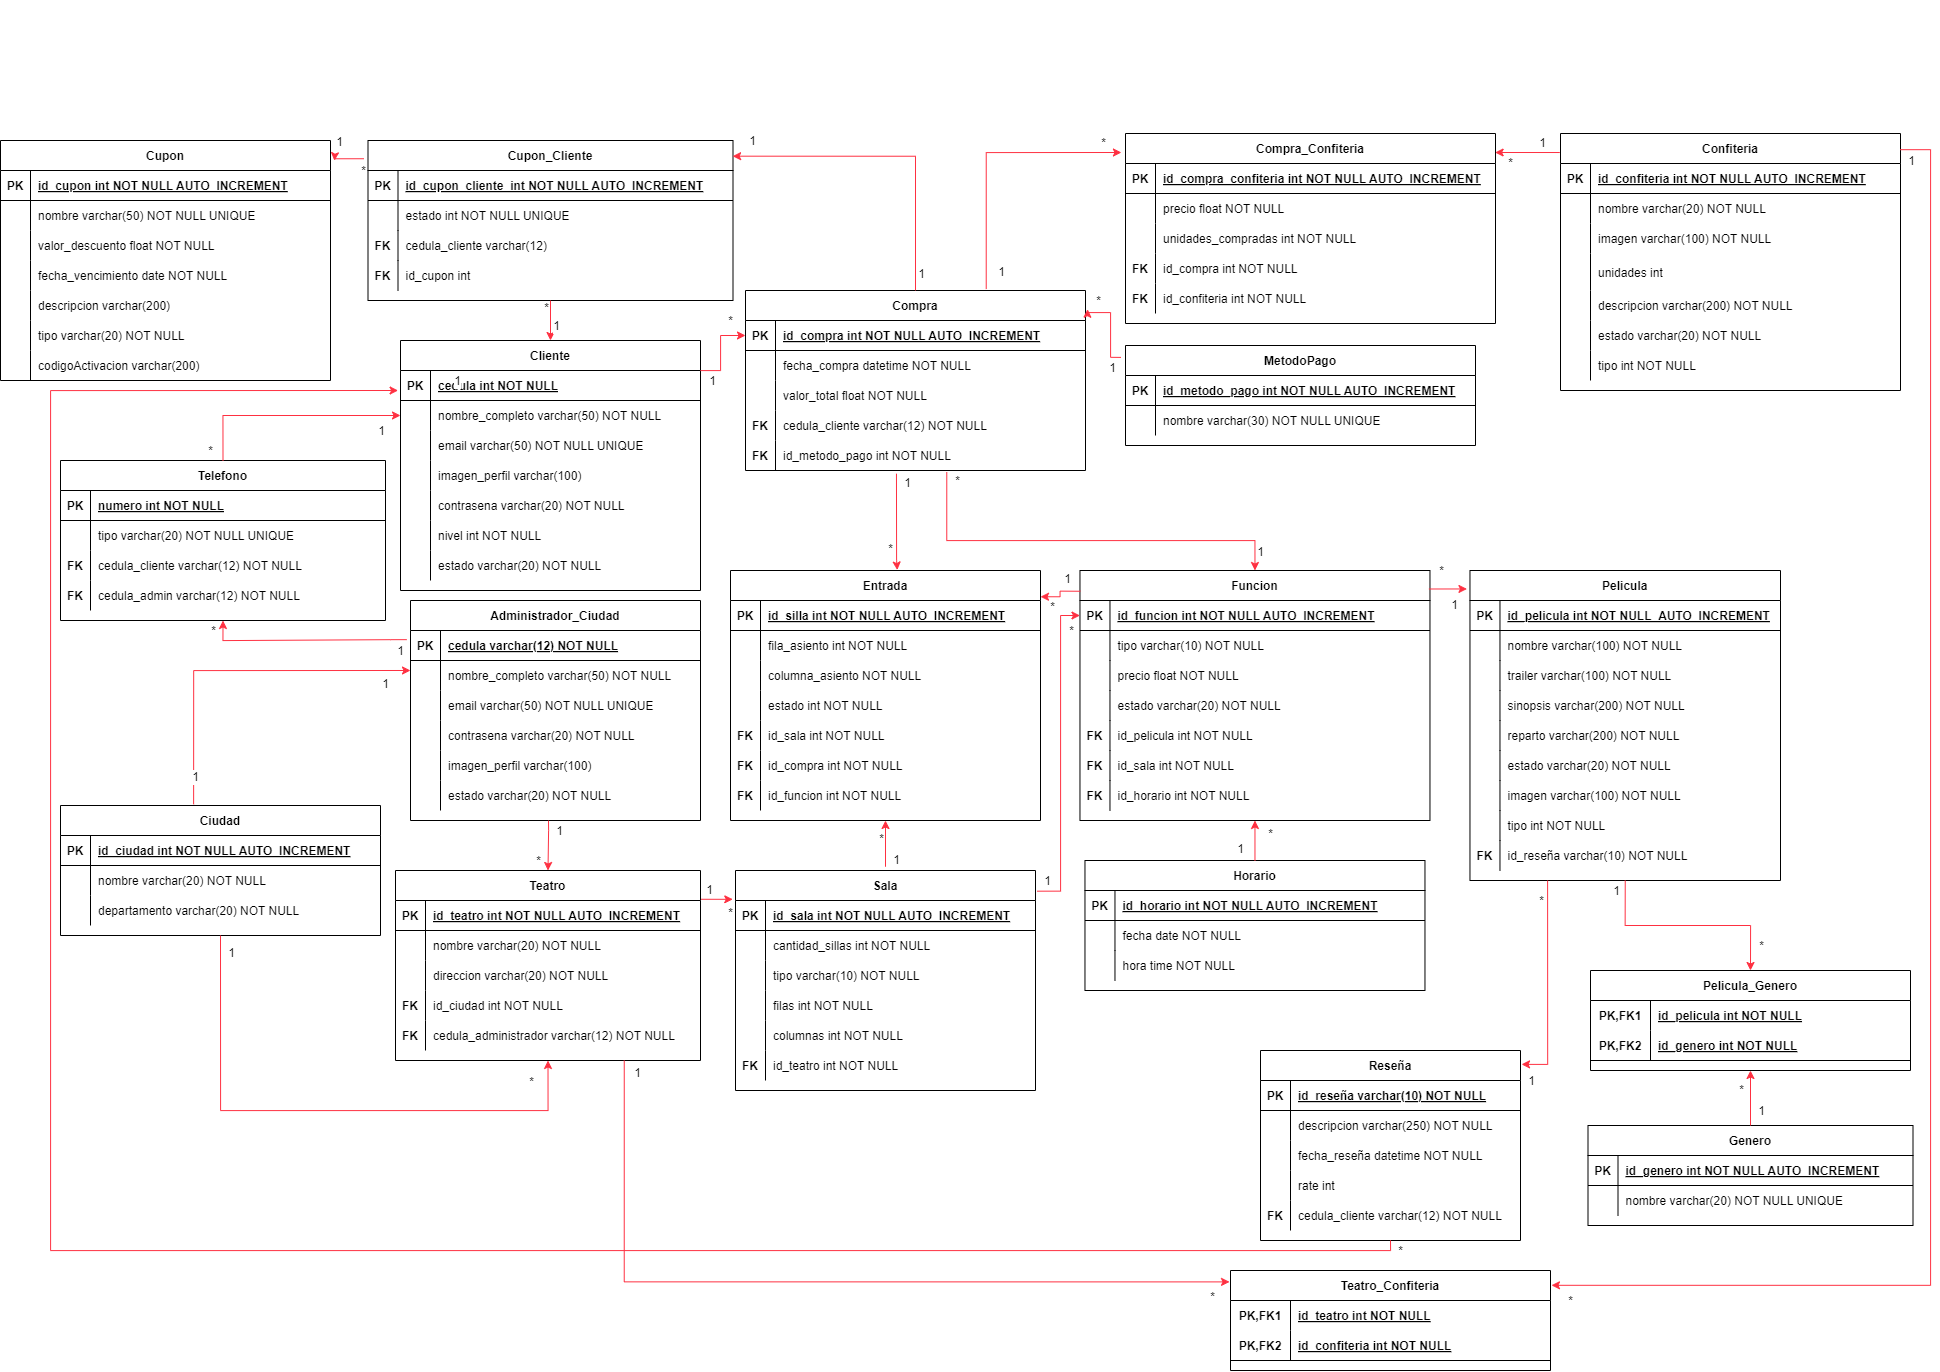 Cupon
PK id_cupon int NOT NULL AUTO_INCREMENT
nombre varchar(50) NOT NULL UNIQUE
valor_descuento float NOT NULL
fecha_vencimiento date NOT NULL
descripcion varchar(200)
tipo varchar(20) NOT NULL
codigoActivacion varchar(200)
1
*
Cupon_Cliente
PK id_cupon_cliente int NOT NULL AUTO_INCREMENT
estado int NOT NULL UNIQUE
FK cedula_cliente varchar(12)
FK id_cupon int
1
1
*
1
Compra_Confiteria
PK id_compra_confiteria int NOT NULL AUTO_INCREMENT
precio float NOT NULL
unidades_compradas int NOT NULL
FK id_compra int NOT NULL
FK id_confiteria int NOT NULL
*
1
1
*
Confiteria
PK id_confiteria int NOT NULL AUTO_INCREMENT
nombre varchar(20) NOT NULL
imagen varchar(100) NOT NULL
unidades int
descripcion varchar(200) NOT NULL
estado varchar(20) NOT NULL
tipo int NOT NULL
1
Compra
PK id_compra int NOT NULL AUTO_INCREMENT
fecha_compra datetime NOT NULL
valor_total float NOT NULL
FK cedula_cliente varchar(12) NOT NULL
FK id_metodo_pago int NOT NULL
*
1
*
1
MetodoPago
PK id_metodo_pago int NOT NULL AUTO_INCREMENT
nombre varchar(30) NOT NULL UNIQUE
Cliente
PK cedula int NOT NULL
1
nombre_completo varchar(50) NOT NULL
email varchar(50) NOT NULL UNIQUE
imagen_perfil varchar(100)
contrasena varchar(20) NOT NULL
nivel int NOT NULL
estado varchar(20) NOT NULL
1
*
Telefono
PK numero int NOT NULL
tipo varchar(20) NOT NULL UNIQUE
FK cedula_cliente varchar(12) NOT NULL
FK cedula_admin varchar(12) NOT NULL
*
1
Administrador_Ciudad
PK cedula varchar(12) NOT NULL
nombre_completo varchar(50) NOT NULL
email varchar(50) NOT NULL UNIQUE
contrasena varchar(20) NOT NULL
imagen_perfil varchar(100)
estado varchar(20) NOT NULL
1
1
1
*
1
*
*
1
Entrada
PK id_silla int NOT NULL AUTO_INCREMENT
fila_asiento int NOT NULL
columna_asiento NOT NULL
estado int NOT NULL
FK id_sala int NOT NULL
FK id_compra int NOT NULL
FK id_funcion int NOT NULL
1
*
*
Funcion
PK id_funcion int NOT NULL AUTO_INCREMENT
tipo varchar(10) NOT NULL
precio float NOT NULL
estado varchar(20) NOT NULL
FK id_pelicula int NOT NULL
FK id_sala int NOT NULL
FK id_horario int NOT NULL
*
1
Pelicula
PK id_pelicula int NOT NULL AUTO_INCREMENT
nombre varchar(100) NOT NULL
trailer varchar(100) NOT NULL
sinopsis varchar(200) NOT NULL
reparto varchar(200) NOT NULL
estado varchar(20) NOT NULL
imagen varchar(100) NOT NULL
tipo int NOT NULL
FK id_reseña varchar(10) NOT NULL
Ciudad
PK id_ciudad int NOT NULL AUTO_INCREMENT
nombre varchar(20) NOT NULL
departamento varchar(20) NOT NULL
1
Teatro
PK id_teatro int NOT NULL AUTO_INCREMENT
nombre varchar(20) NOT NULL
direccion varchar(20) NOT NULL
FK id_ciudad int NOT NULL
FK cedula_administrador varchar(12) NOT NULL
*
1
1
*
*
1
Sala
PK id_sala int NOT NULL AUTO_INCREMENT
cantidad_sillas int NOT NULL
tipo varchar(10) NOT NULL
filas int NOT NULL
columnas int NOT NULL
FK id_teatro int NOT NULL
1
*
1
Horario
PK id_horario int NOT NULL AUTO_INCREMENT
fecha date NOT NULL
hora time NOT NULL
*
1
1
*
Pelicula_Genero
PK,FK1 id_pelicula int NOT NULL
PK,FK2 id_genero int NOT NULL
*
1
Reseña
PK id_reseña varchar(10) NOT NULL
descripcion varchar(250) NOT NULL
fecha_reseña datetime NOT NULL
rate int
FK cedula_cliente varchar(12) NOT NULL
*
Genero
PK id_genero int NOT NULL AUTO_INCREMENT
nombre varchar(20) NOT NULL UNIQUE
Teatro_Confiteria
PK,FK1 id_teatro int NOT NULL
PK,FK2 id_confiteria int NOT NULL
*
*